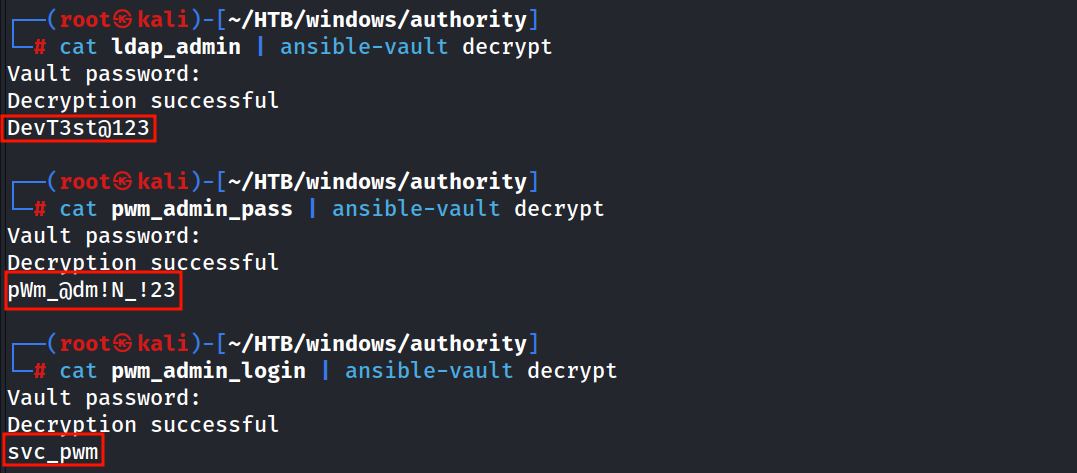 ┌──(root㉿kali)-[~/HTB/windows/authority]
└─# cat ldap_admin | ansible-vault decrypt
Vault password:
Decryption successful
DevT3st@123
┌──(root㉿kali)-[~/HTB/windows/authority]
└─# cat pwm_admin_pass | ansible-vault decrypt
Vault password:
Decryption successful
pWm_@dm!N_!23
┌──(root㉿kali)-[~/HTB/windows/authority]
└─# cat pwm_admin_login | ansible-vault decrypt
Vault password:
Decryption successful
svc_pwm